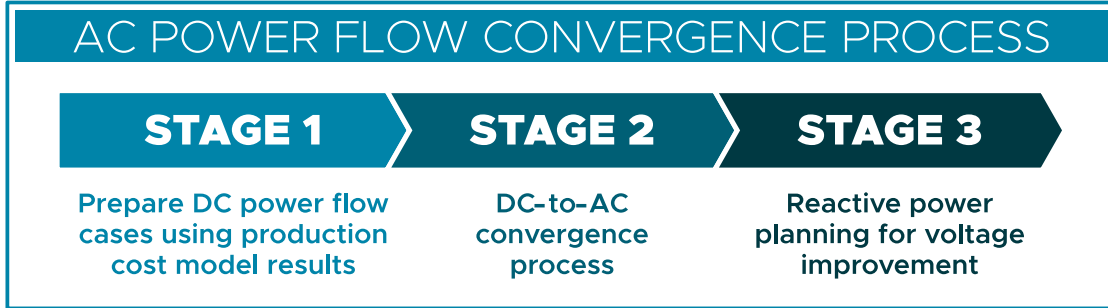 AC POWER FLOW CONVERGENCE PROCESS
STAGE 1
Prepare DC power flow
cases using production
cost model results
STAGE 2
DC-to-AC
convergence
process
STAGE 3
Reactive power
planning for voltage
improvement